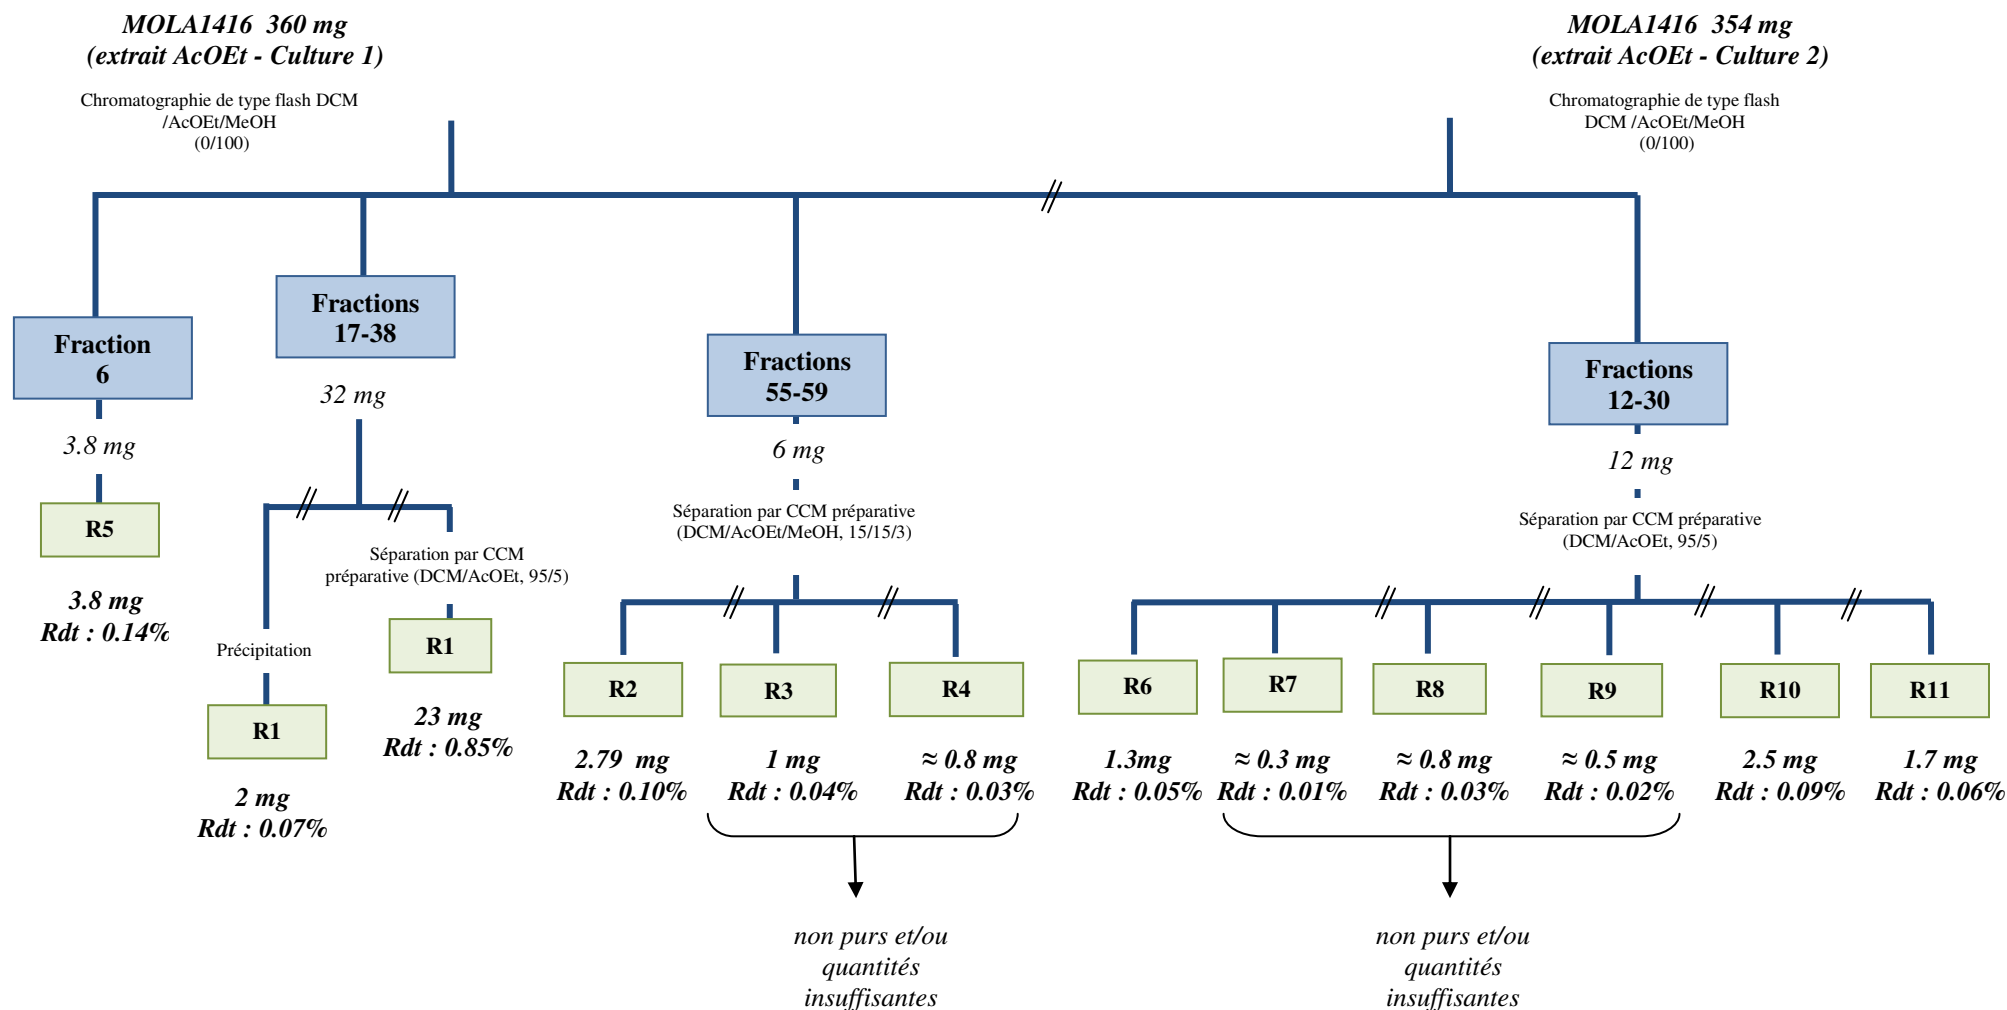 MOLA1416 360 mg
(extrait AcOEt - Culture 1)
Chromatographie de type flash DCM
/AcOEt/MeOH
(0/100)
MOLA1416 354 mg
(extrait AcOEt - Culture 2)
Chromatographie de type flash
DCM /AcOEt/MeOH
(0/100)
Fraction
6
3.8 mg
R5
3.8 mg
Rdt : 0.14%
Fractions
17-38
32 mg
Précipitation
R1
2 mg
Rdt : 0.07%
Séparation par CCM
préparative (DCM/AcOEt, 95/5)
R1
23 mg
Rdt : 0.85%
Fractions
55-59
6 mg
Séparation par CCM préparative
(DCM/AcOEt/MeOH, 15/15/3)
R2
2.79 mg
Rdt : 0.10%
R3
1 mg
Rdt : 0.04%
R4
≈ 0.8 mg
Rdt : 0.03%
non purs et/ou
quantités
insuffisantes
Fractions
12-30
12 mg
Séparation par CCM préparative
(DCM/AcOEt, 95/5)
R6
1.3mg
Rdt : 0.05%
R7
≈ 0.3 mg
Rdt : 0.01%
R8
≈ 0.8 mg
Rdt : 0.03%
R9
≈ 0.5 mg
Rdt : 0.02%
R10
2.5 mg
Rdt : 0.09%
R11
1.7 mg
Rdt : 0.06%
non purs et/ou
quantités
insuffisantes